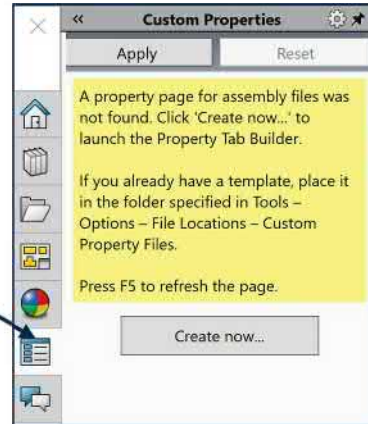 Custom Properties
Apply
Reset
A property page for assembly files was
not found. Click 'Create now...' to
launch the Property Tab Builder.
If you already have a template, place it
in the folder specified in Tools –
Options – File Locations – Custom
Property Files.
Press F5 to refresh the page.
Create now...